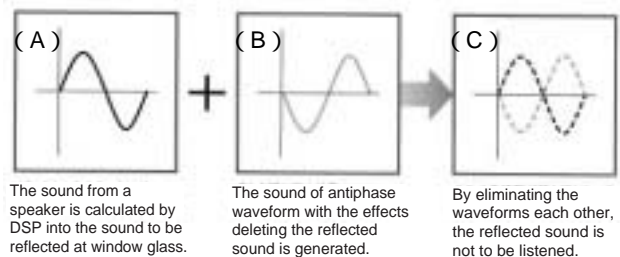 (A)
(B)
(C)
The sound from a
speaker is calculated by
DSP into the sound to be
reflected at window glass.
The sound of antiphase
waveform with the effects
deleting the reflected
sound is generated.
By eliminating the
waveforms each other,
the reflected sound is
not to be listened.